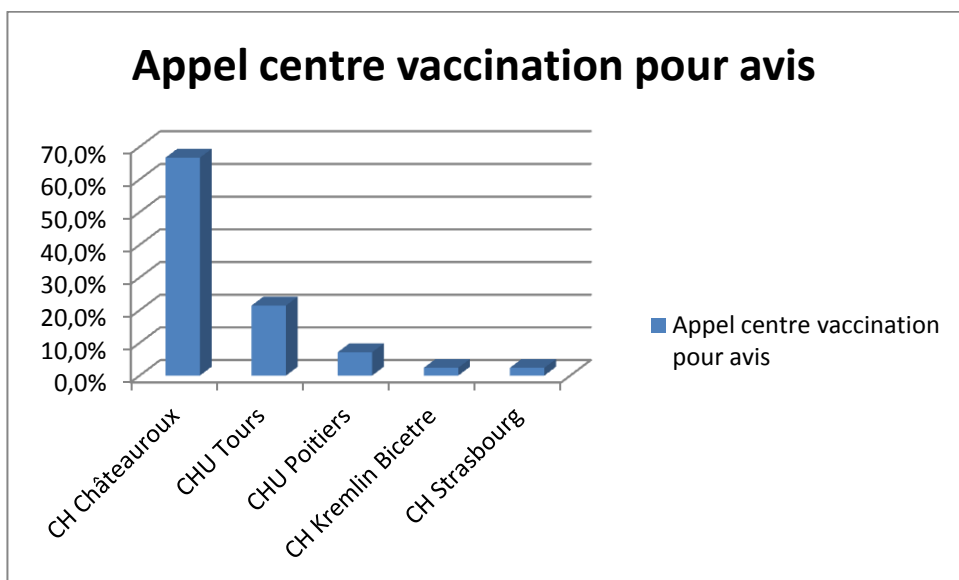 Appel centre vaccination pour avis
70,0%
60,0%
50,0%
40,0%
30,0%
20,0%
10,0%
0,0%
CH Châteauroux
CHU Tours
CHU Poitiers
CH Kremlin Bicetre
CH Strasbourg
Appel centre vaccination
pour avis